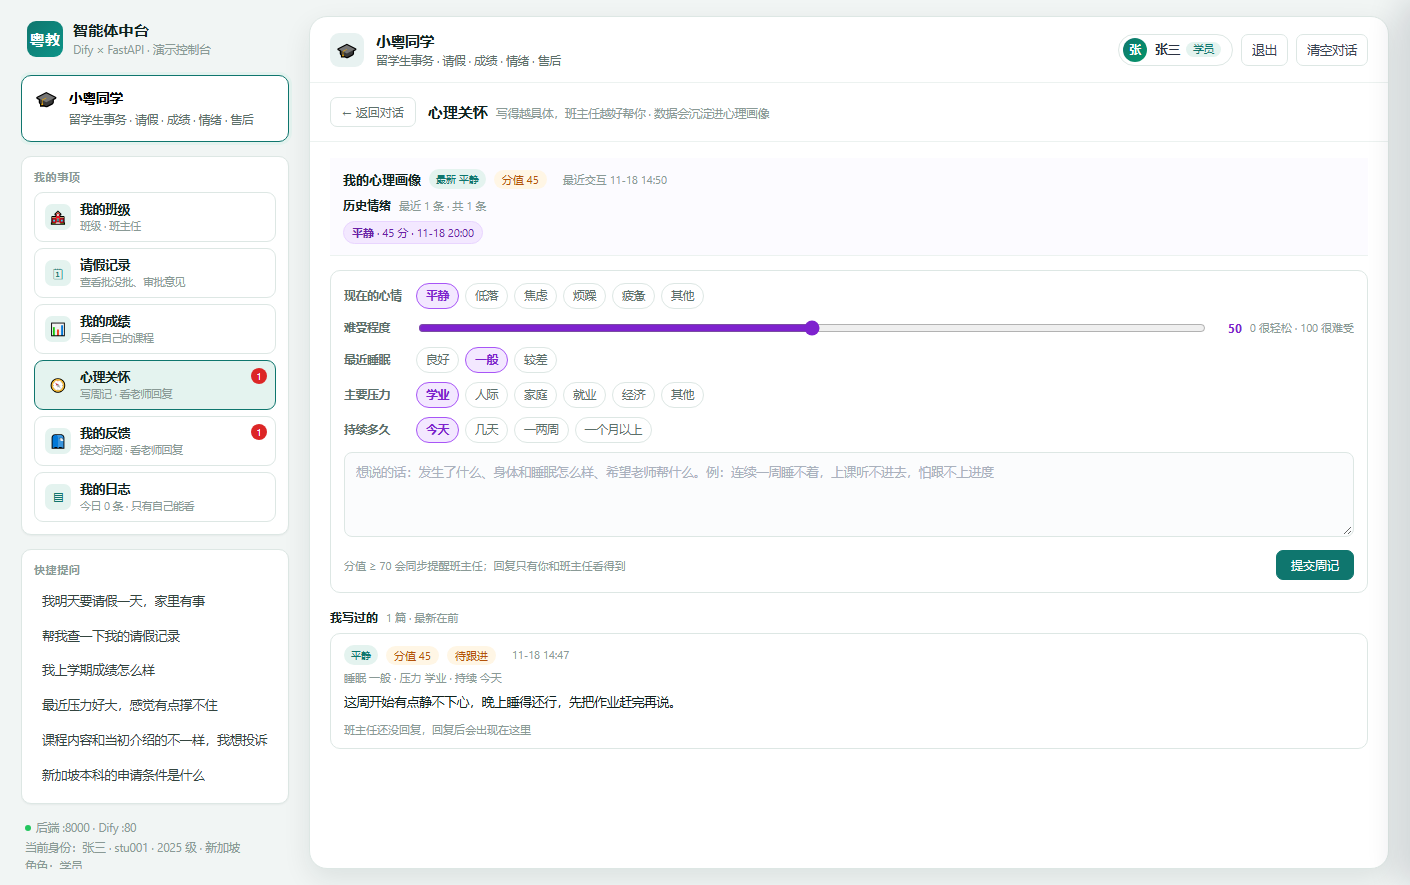 粤教
智能体中台
Dify × FastAPI · 演示控制台
小粤同学
留学生事务 · 请假 · 成绩 · 情绪 · 售后
我的事项
我的班级
班级 · 班主任
请假记录
查看批没批、审批意见
我的成绩
只看自己的课程
心理关怀
写周记 · 看老师回复
1
我的反馈
提交问题 · 看老师回复
1
我的日志
今日 0 条 · 只有自己能看
快捷提问
我明天要请假一天，家里有事
帮我查一下我的请假记录
我上学期成绩怎么样
最近压力好大，感觉有点撑不住
课程内容和当初介绍的不一样，我想投诉
新加坡本科的申请条件是什么
后端 :8000 · Dify :80
当前身份：张三 · stu001 · 2025 级 · 新加坡
角色：学员
小粤同学
留学生事务 · 请假 · 成绩 · 情绪 · 售后
张 张三 学员
退出
清空对话
← 返回对话
心理关怀 写得越具体，班主任越好帮你 · 数据会沉淀进心理画像
我的心理画像 最新 平静 分值 45 最近交互 11-18 14:50
历史情绪 最近 1 条 · 共 1 条
平静 · 45 分 · 11-18 20:00
现在的心情 平静 低落 焦虑 烦躁 疲惫 其他
难受程度 50 0 很轻松 · 100 很难受
最近睡眠 良好 一般 较差
主要压力 学业 人际 家庭 就业 经济 其他
持续多久 今天 几天 一两周 一个月以上
想说的话：发生了什么、身体和睡眠怎么样、希望老师帮什么。例：连续一周睡不着，上课听不进去，怕跟不上进度
分值 ≥ 70 会同步提醒班主任；回复只有你和班主任看得到
提交周记
我写过的 1 篇 · 最新在前
平静 分值 45 待跟进 11-18 14:47
睡眠 一般 · 压力 学业 · 持续 今天
这周开始有点静不下心，晚上睡得还行，先把作业赶完再说。
班主任还没回复，回复后会出现在这里